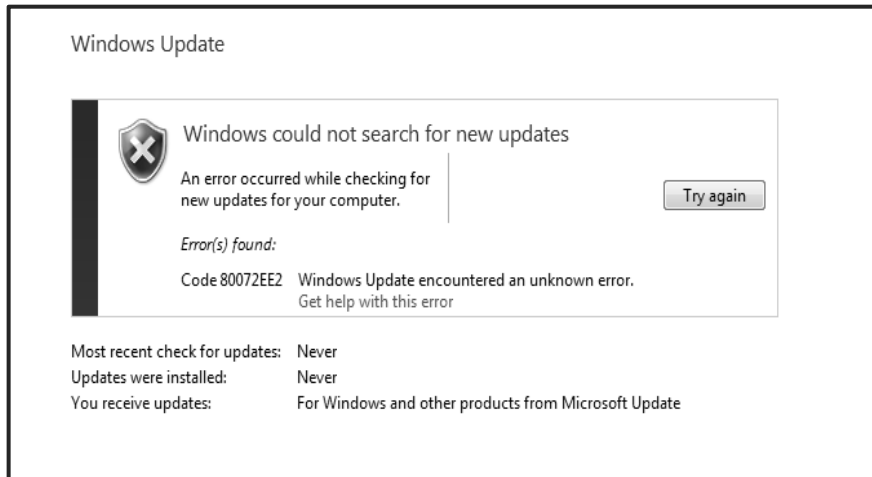 Windows Update
Windows could not search for new updates
An error occurred while checking for
new updates for your computer.
Try again
Error(s) found:
Code 80072EE2 Windows Update encountered an unknown error.
Get help with this error
Most recent check for updates: Never
Updates were installed: Never
You receive updates: For Windows and other products from Microsoft Update